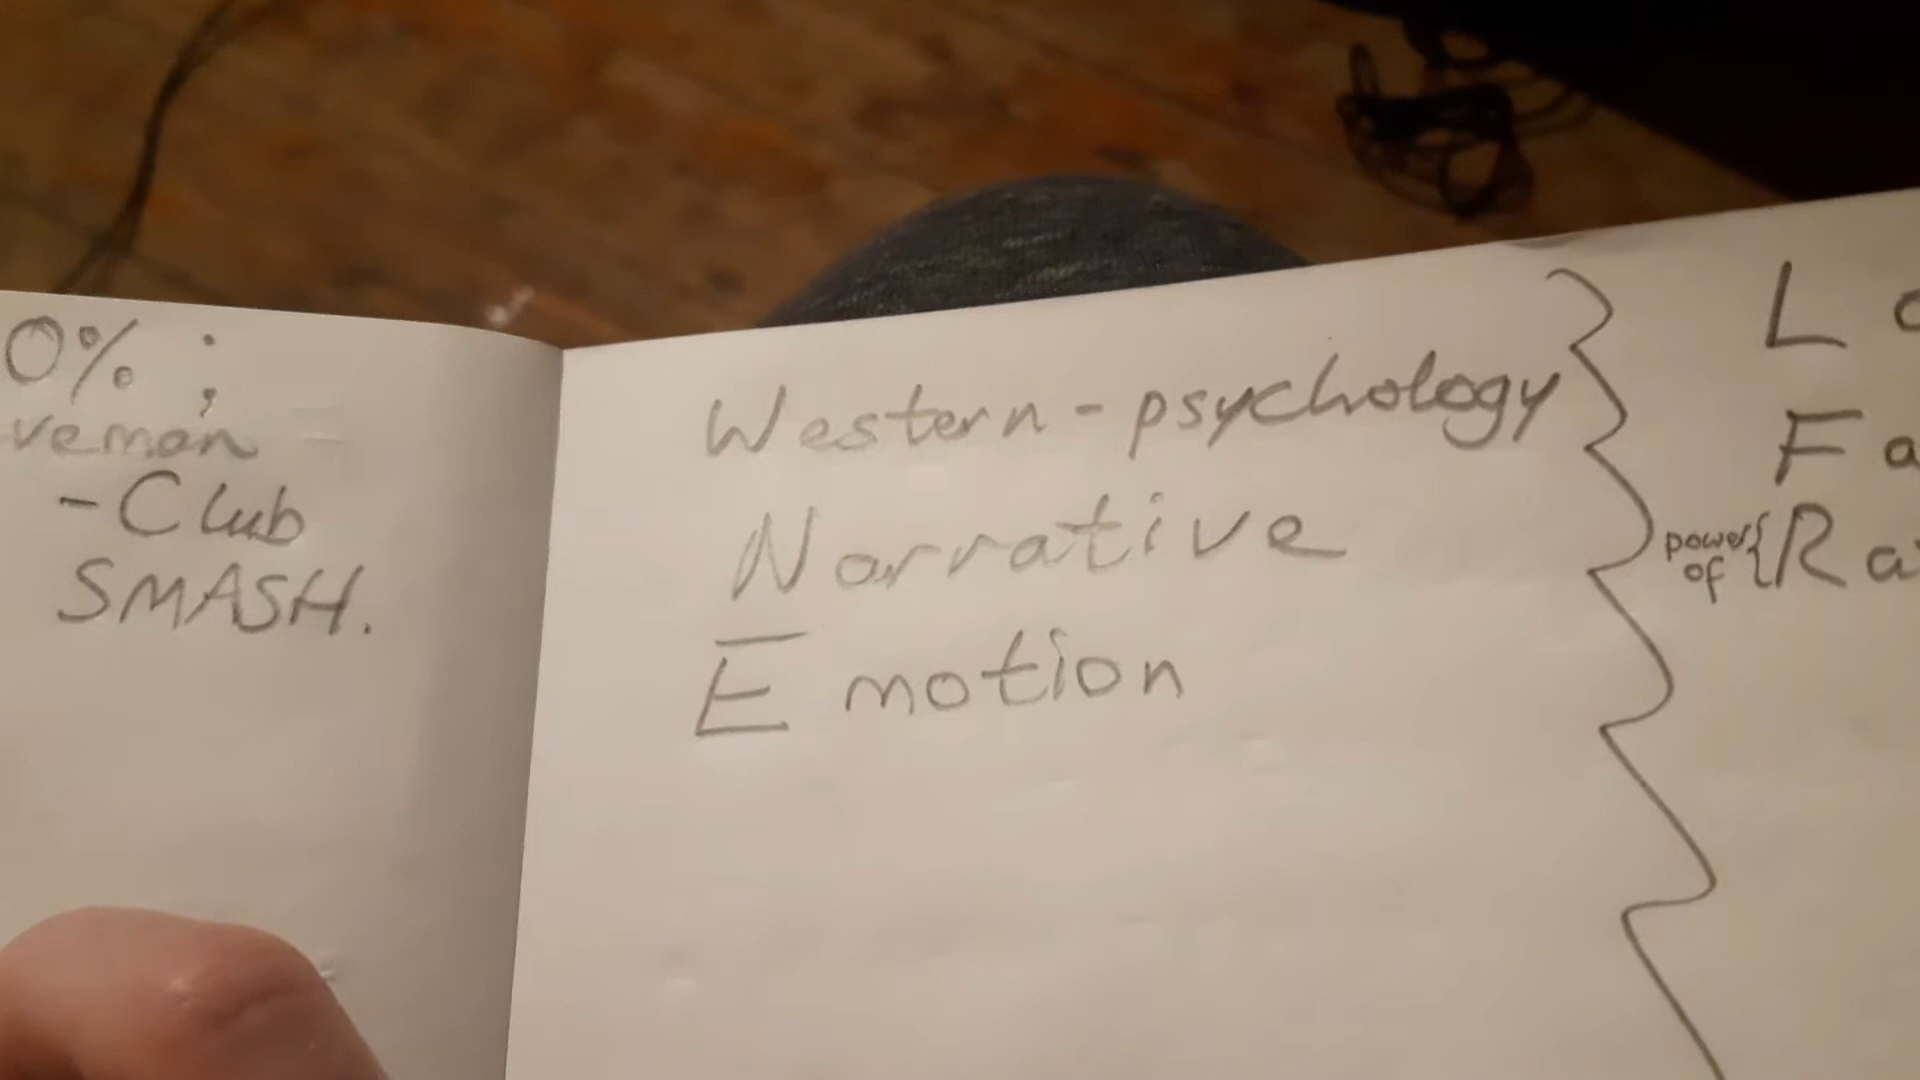 0% ;
veman
- Club
SMASH.
Western - psychology
Narrative
Emotion
L
Fa
power of { Ra